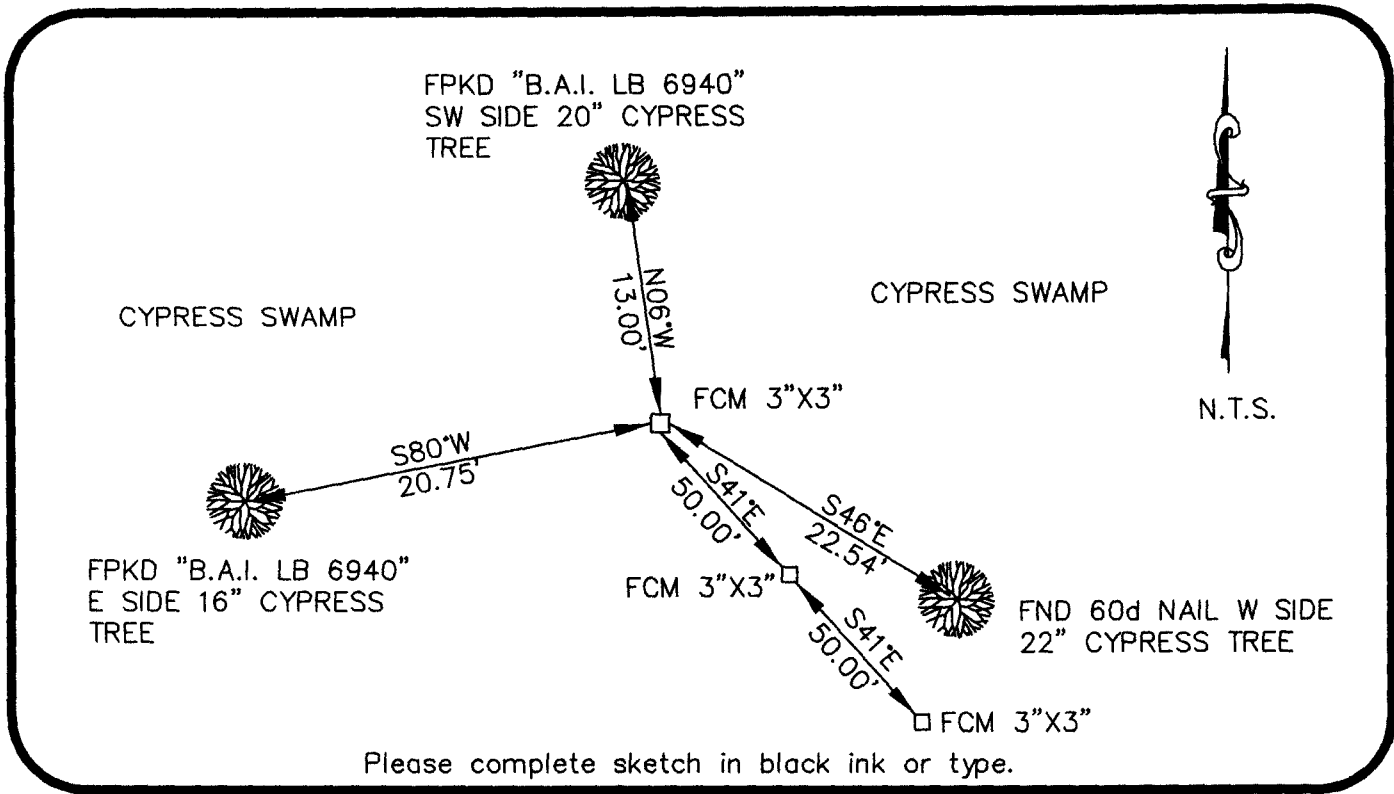 FPKD "B.A.I. LB 6940"
SW SIDE 20" CYPRESS
TREE
CYPRESS SWAMP
N06°W
13.00'
CYPRESS SWAMP
N.T.S.
FCM 3"X3"
S80°W
20.75'
S41°E
50.00'
S46°E
22.54'
FPKD "B.A.I. LB 6940"
E SIDE 16" CYPRESS
TREE
FCM 3"X3"
FND 60d NAIL W SIDE
22" CYPRESS TREE
S41°E
50.00'
FCM 3"X3"
Please complete sketch in black ink or type.